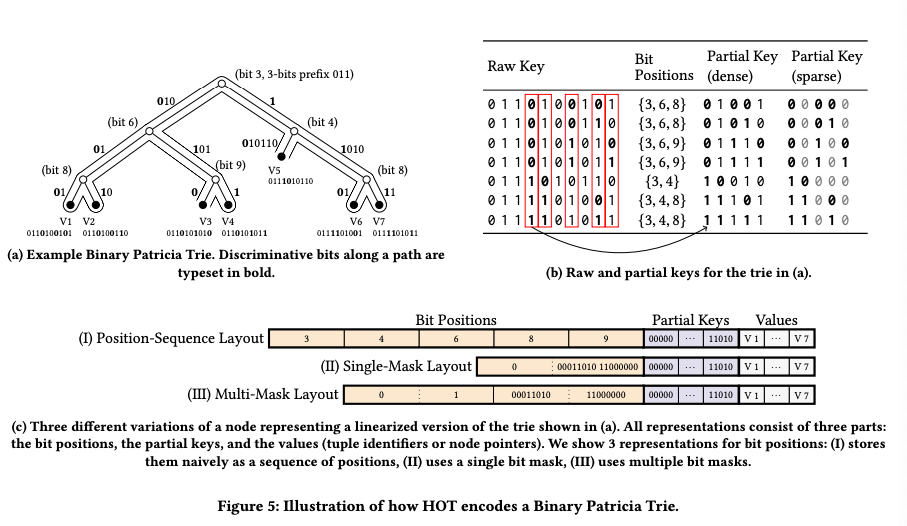 (bit 3, 3-bits prefix 011)
010
1
(bit 6)
(bit 4)
01
101
010110
1010
(bit 8)
(bit 9)
V5
0111010110
(bit 8)
01
10
0
1
01
11
V1 V2 V3 V4 V6 V7
0110100101 0110100110 0110101010 0110101011 0111101001 0111101011
(a) Example Binary Patricia Trie. Discriminative bits along a path are
typeset in bold.
Raw Key Bit Positions Partial Key (dense) Partial Key (sparse)
0 1 1 0 1 0 0 1 0 1 {3, 6, 8} 0 1 0 0 1 0 0 0 0 0
0 1 1 0 1 0 0 1 1 0 {3, 6, 8} 0 1 0 1 0 0 0 0 1 0
0 1 1 0 1 0 1 0 1 0 {3, 6, 9} 0 1 1 1 0 0 0 1 0 0
0 1 1 0 1 0 1 0 1 1 {3, 6, 9} 0 1 1 1 1 0 0 1 0 1
0 1 1 1 0 1 0 1 1 0 {3, 4} 1 0 0 1 0 1 0 0 0 0
0 1 1 1 1 0 1 0 0 1 {3, 4, 8} 1 1 1 0 1 1 1 0 0 0
0 1 1 1 1 0 1 0 1 1 {3, 4, 8} 1 1 1 1 1 1 1 0 1 0
(b) Raw and partial keys for the trie in (a).
Bit Positions Partial Keys Values
(I) Position-Sequence Layout 3 4 6 8 9 00000 ... 11010 V 1 ... V 7
(II) Single-Mask Layout 0 00011010 11000000 00000 ... 11010 V 1 ... V 7
(III) Multi-Mask Layout 0 1 00011010 11000000 00000 ... 11010 V 1 ... V 7
(c) Three different variations of a node representing a linearized version of the trie shown in (a). All representations consist of three parts:
the bit positions, the partial keys, and the values (tuple identifiers or node pointers). We show 3 representations for bit positions: (I) stores
them naively as a sequence of positions, (II) uses a single bit mask, (III) uses multiple bit masks.
Figure 5: Illustration of how HOT encodes a Binary Patricia Trie.